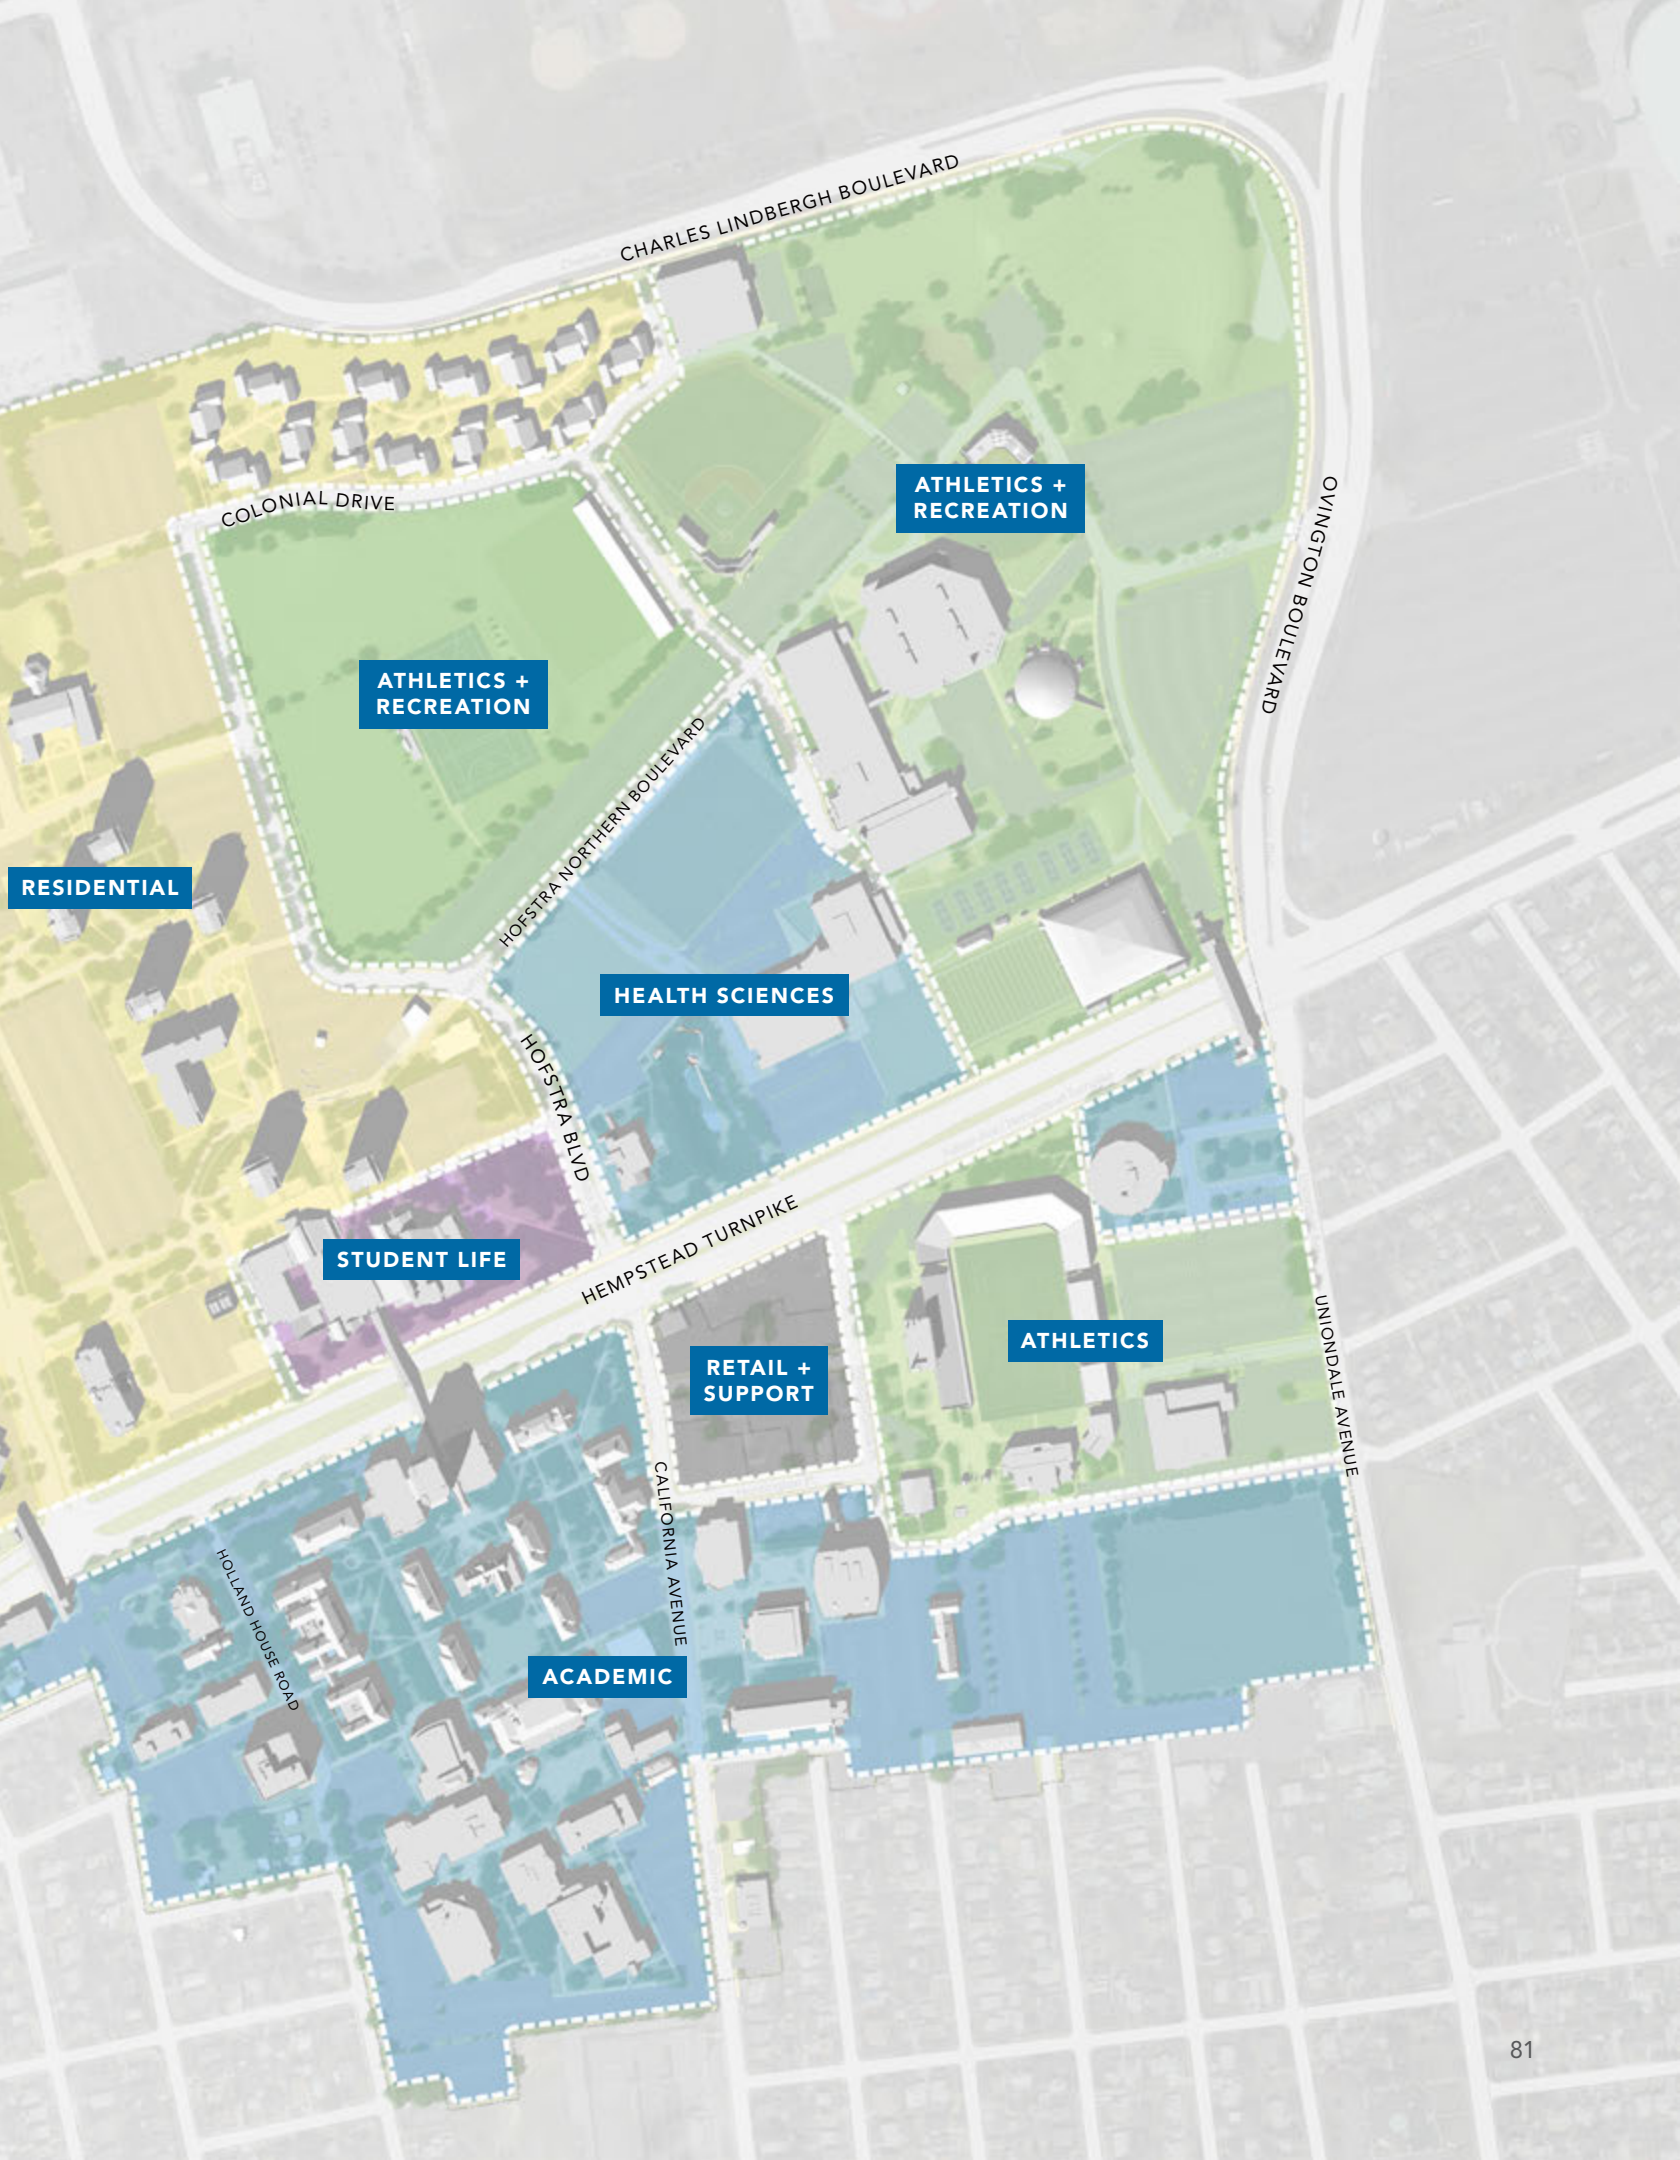 CHARLES LINDBERGH BOULEVARD
ATHLETICS +
RECREATION
COLONIAL DRIVE
OVINGTON BOULEVARD
ATHLETICS +
RECREATION
HOFSTRA NORTHERN BOULEVARD
RESIDENTIAL
HEALTH SCIENCES
HOFSTRA BLVD
HEMPSTEAD TURNPIKE
STUDENT LIFE
UNIONDALE AVENUE
ATHLETICS
RETAIL +
SUPPORT
CALIFORNIA AVENUE
HOLLAND HOUSE ROAD
ACADEMIC
81